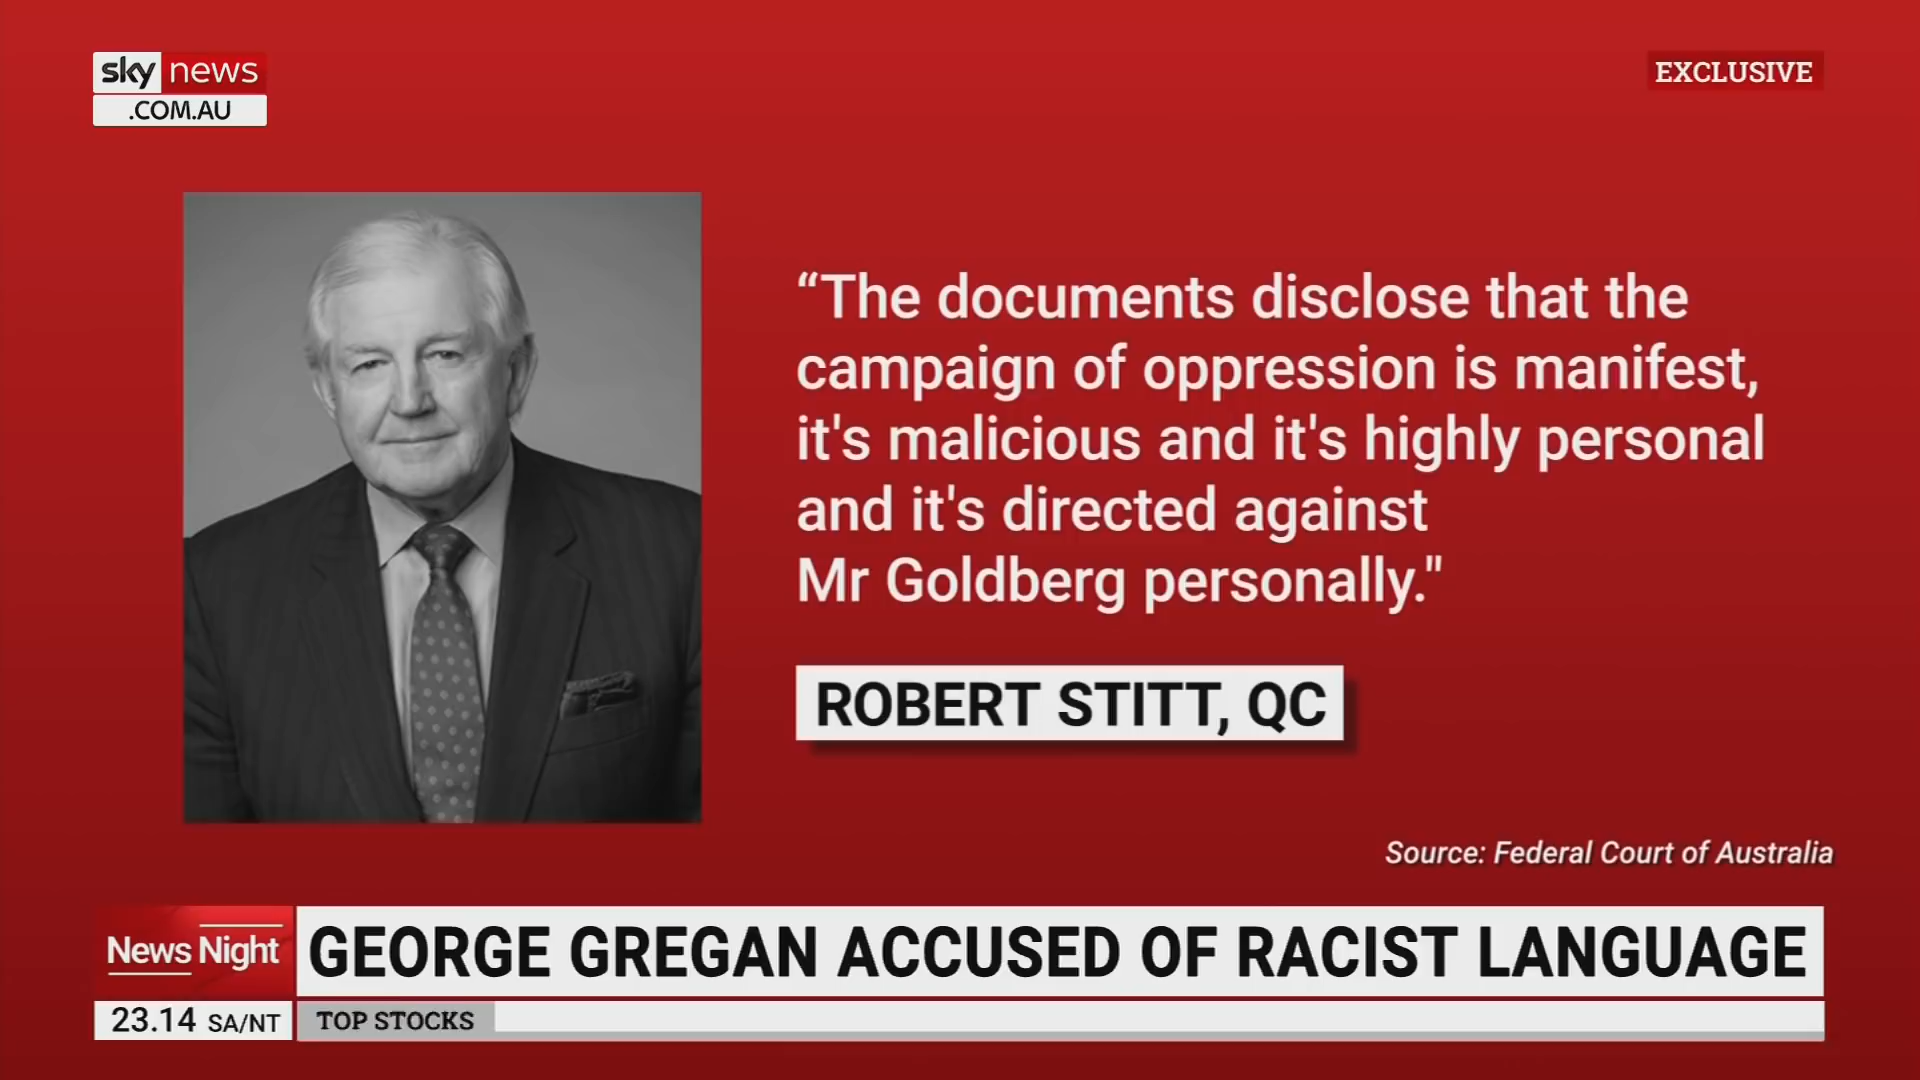 sky news
.COM.AU
EXCLUSIVE
“The documents disclose that the
campaign of oppression is manifest,
it's malicious and it's highly personal
and it's directed against
Mr Goldberg personally."
ROBERT STITT, QC
Source: Federal Court of Australia
News Night
GEORGE GREGAN ACCUSED OF RACIST LANGUAGE
23.14 SA/NT
TOP STOCKS